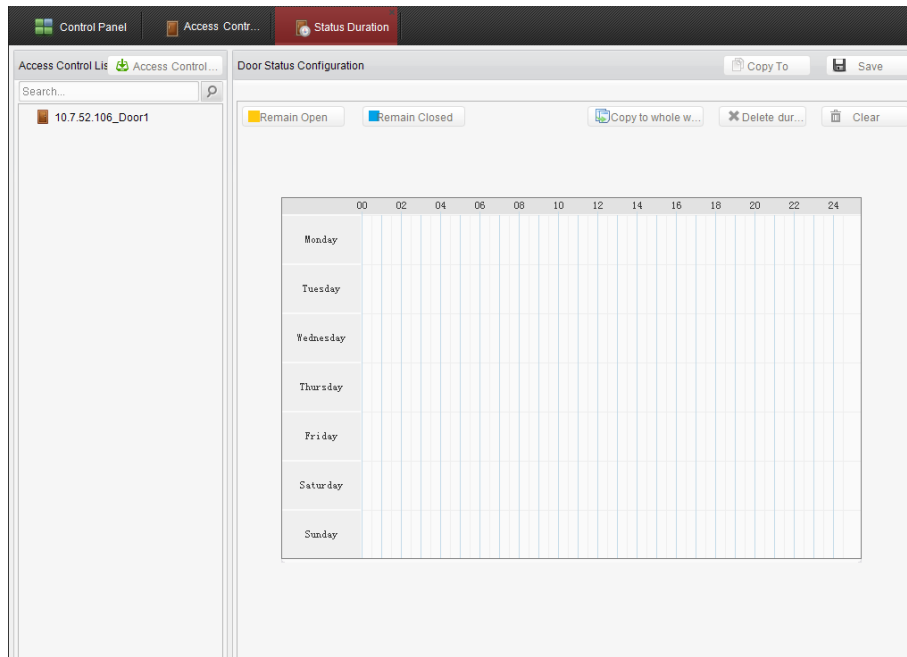 Control Panel Access Contr... Status Duration
Access Control Lis Access Control... Door Status Configuration Copy To Save
Search...
10.7.52.106_Door1 Remain Open Remain Closed Copy to whole w... Delete dur... Clear
00 02 04 06 08 10 12 14 16 18 20 22 24
Monday
Tuesday
Wednesday
Thursday
Friday
Saturday
Sunday